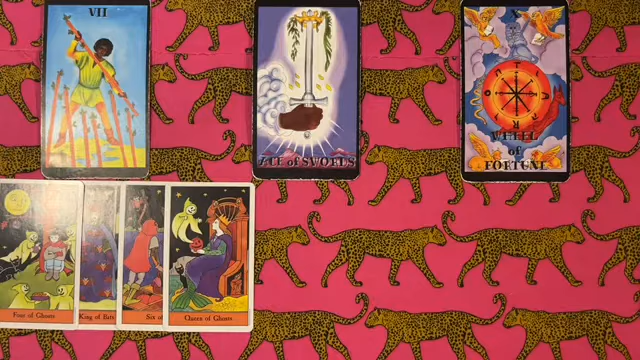 VII
X
ACE of SWORDS
WHEEL
of
FORTUNE
Four of Ghosts
King of Bats
Six of
Queen of Ghosts